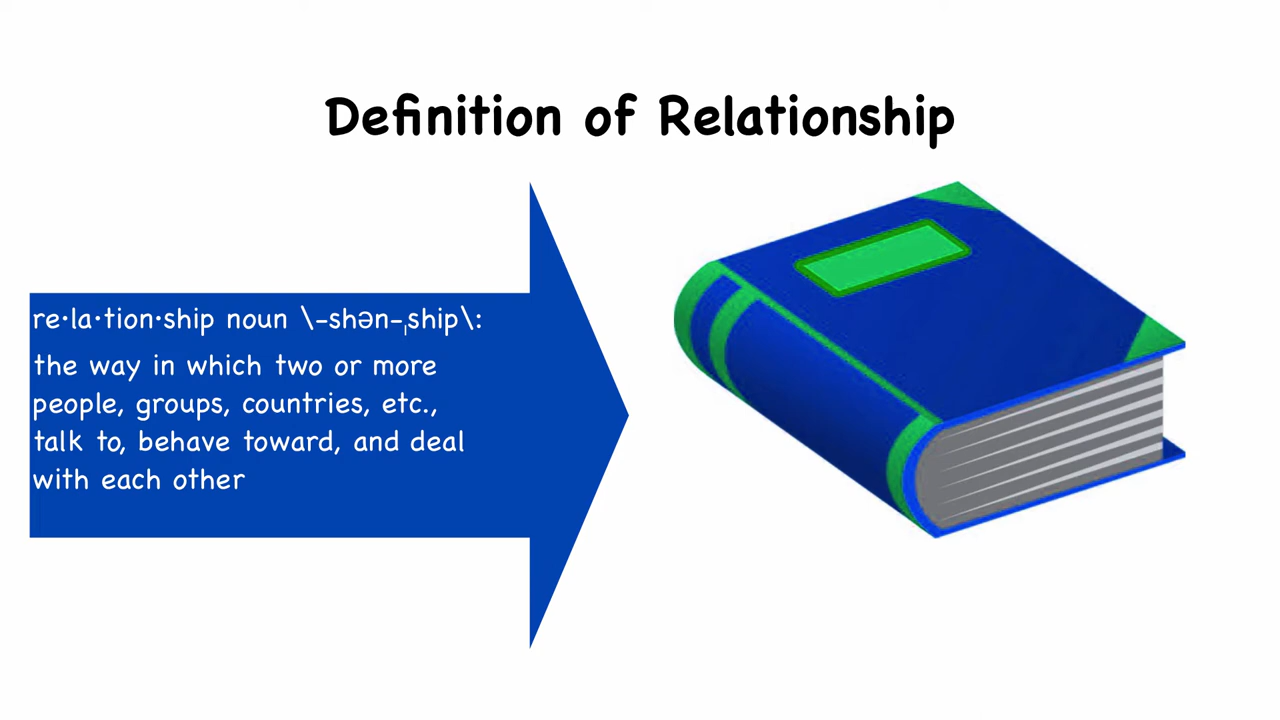 Definition of Relationship
re·la·tion·ship noun \-shən-ˌship\:
the way in which two or more
people, groups, countries, etc.,
talk to, behave toward, and deal
with each other